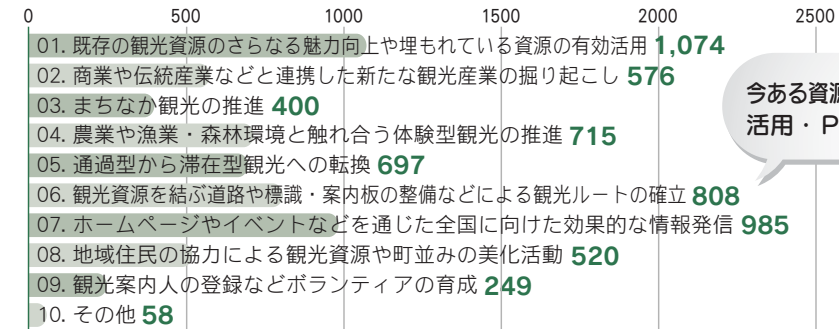 0 500 1000 1500 2000 2500
01. 既存の観光資源のさらなる魅力向上や埋もれている資源の有効活用 1,074
02. 商業や伝統産業などと連携した新たな観光産業の掘り起こし 576
03. まちなか観光の推進 400
04. 農業や漁業・森林環境と触れ合う体験型観光の推進 715
05. 通過型から滞在型観光への転換 697
06. 観光資源を結ぶ道路や標識・案内板の整備などによる観光ルートの確立 808
07. ホームページやイベントなどを通じた全国に向けた効果的な情報発信 985
08. 地域住民の協力による観光資源や町並みの美化活動 520
09. 観光案内人の登録などボランティアの育成 249
10. その他 58
今ある資源
活用・P